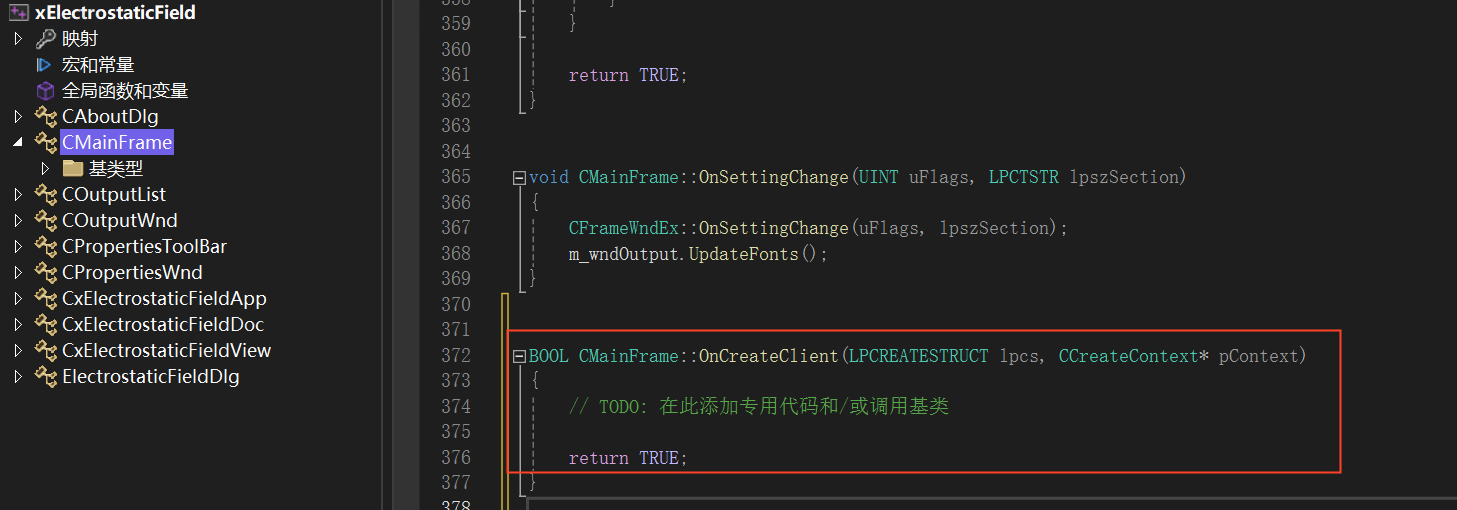 xElectrostaticField
映射
宏和常量
全局函数和变量
CAboutDlg
CMainFrame
基类型
COutputList
COutputWnd
CPropertiesToolBar
CPropertiesWnd
CxElectrostaticFieldApp
CxElectrostaticFieldDoc
CxElectrostaticFieldView
ElectrostaticFieldDlg
358 }
359 }
360
361 return TRUE;
362 }
363
364
365 void CMainFrame::OnSettingChange(UINT uFlags, LPCTSTR lpszSection)
366 {
367 CFrameWndEx::OnSettingChange(uFlags, lpszSection);
368 m_wndOutput.UpdateFonts();
369 }
370
371
372 BOOL CMainFrame::OnCreateClient(LPCREATESTRUCT lpcs, CCreateContext* pContext)
373 {
374 // TODO: 在此添加专用代码和/或调用基类
375
376 return TRUE;
377 }
378